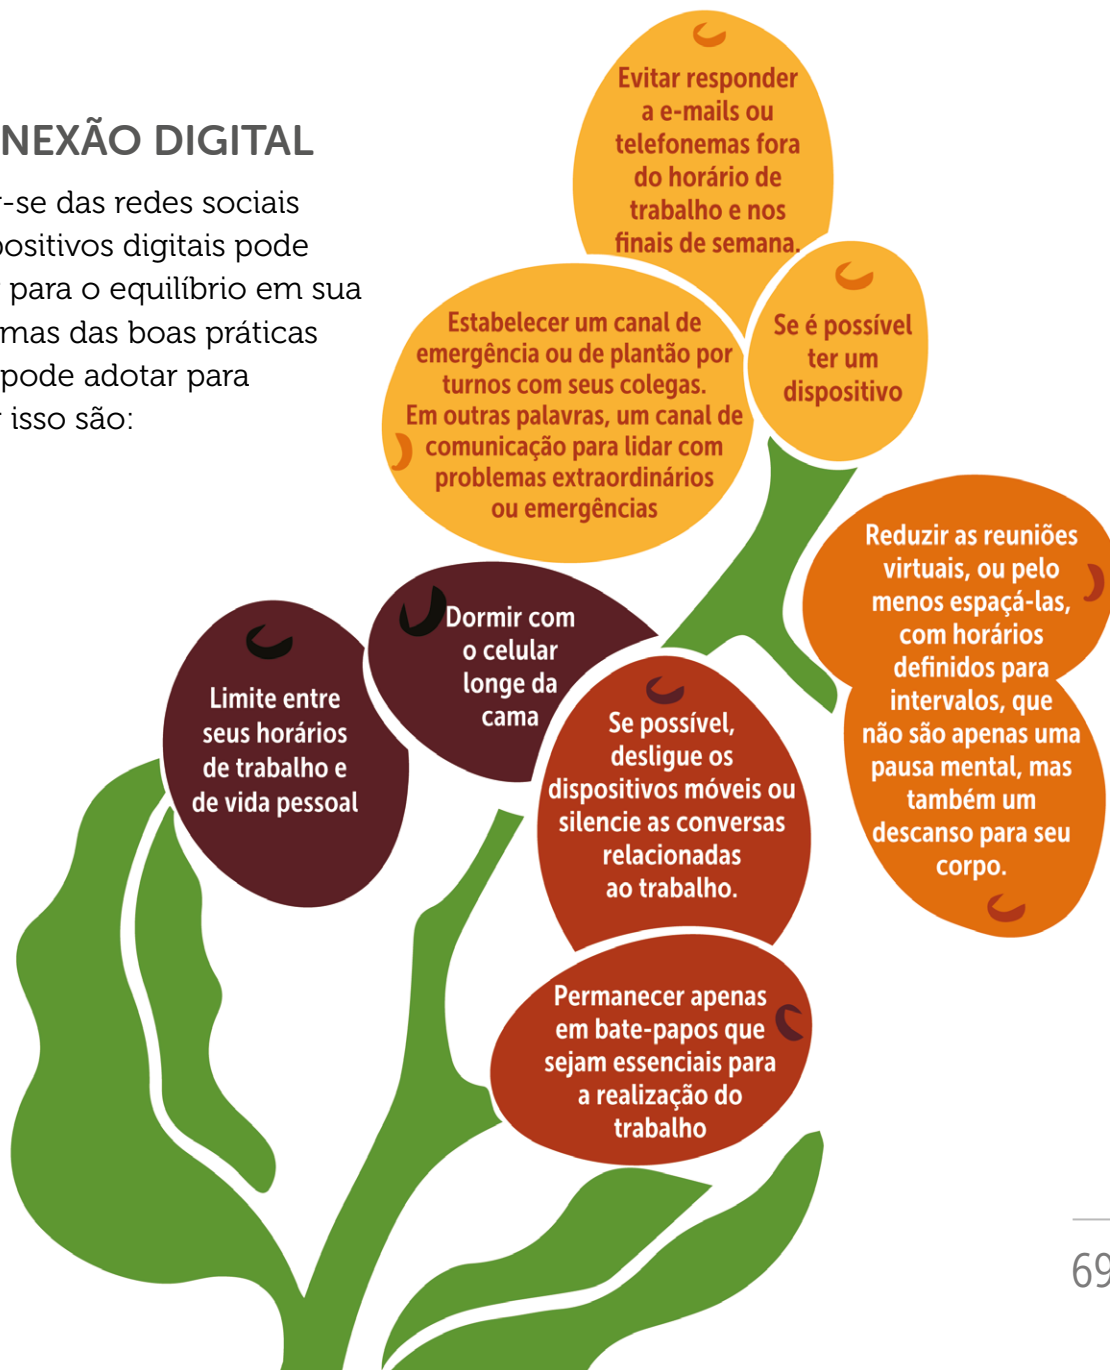 NEXÃO DIGITAL
-se das redes sociais
positivos digitais pode
para o equilíbrio em sua
mas das boas práticas
pode adotar para
isso são:
Evitar responder
a e-mails ou
telefonemas fora
do horário de
trabalho e nos
finais de semana.
Se é possível
ter um
dispositivo
Estabelecer um canal de
emergência ou de plantão por
turnos com seus colegas.
Em outras palavras, um canal de
comunicação para lidar com
problemas extraordinários
ou emergências
Reduzir as reuniões
virtuais, ou pelo
menos espaçá-las,
com horários
definidos para
intervalos, que
não são apenas uma
pausa mental, mas
também um
descanso para seu
corpo.
Dormir com
o celular
longe da
cama
Limite entre
seus horários
de trabalho e
de vida pessoal
Se possível,
desligue os
dispositivos móveis ou
silencie as conversas
relacionadas
ao trabalho.
Permanecer apenas
em bate-papos que
sejam essenciais para
a realização do
trabalho
69